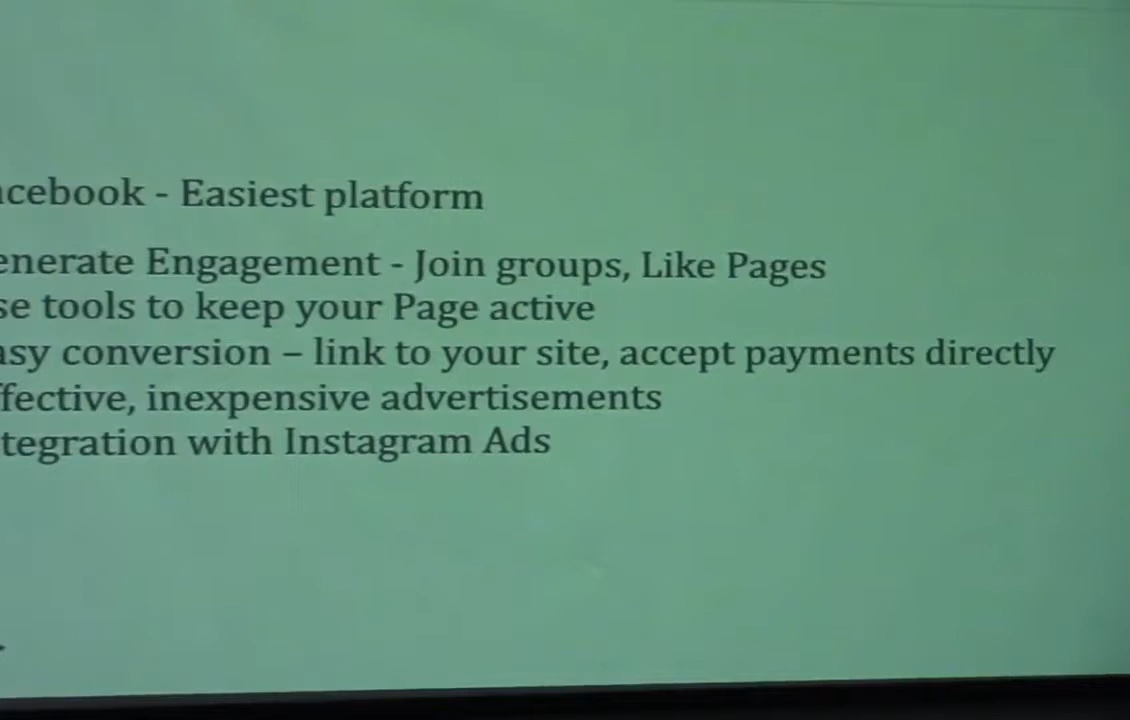 acebook - Easiest platform
enerate Engagement - Join groups, Like Pages
se tools to keep your Page active
asy conversion – link to your site, accept payments directly
ffective, inexpensive advertisements
tegration with Instagram Ads